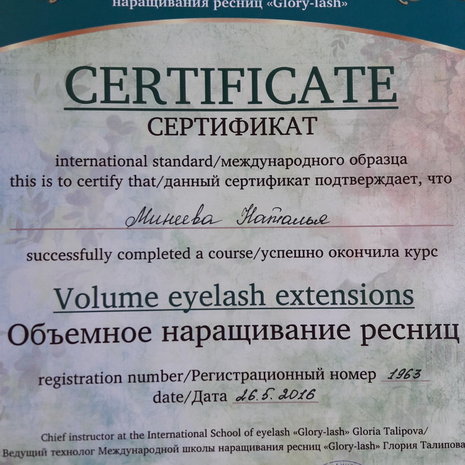 наращивания ресниц «Glory-lash»
CERTIFICATE
СЕРТИФИКАТ
international standard/международного образца
this is to certify that/данный сертификат подтверждает, что
Минеева Наталья
successfully completed a course/успешно окончила курс
Volume eyelash extensions
Объемное наращивание ресниц
registration number/Регистрационный номер 1963
date/Дата 26.5.2016
Chief instructor at the International School of eyelash «Glory-lash» Gloria Talipova/
Ведущий технолог Международной школы наращивания ресниц «Glory-lash» Глория Талипова